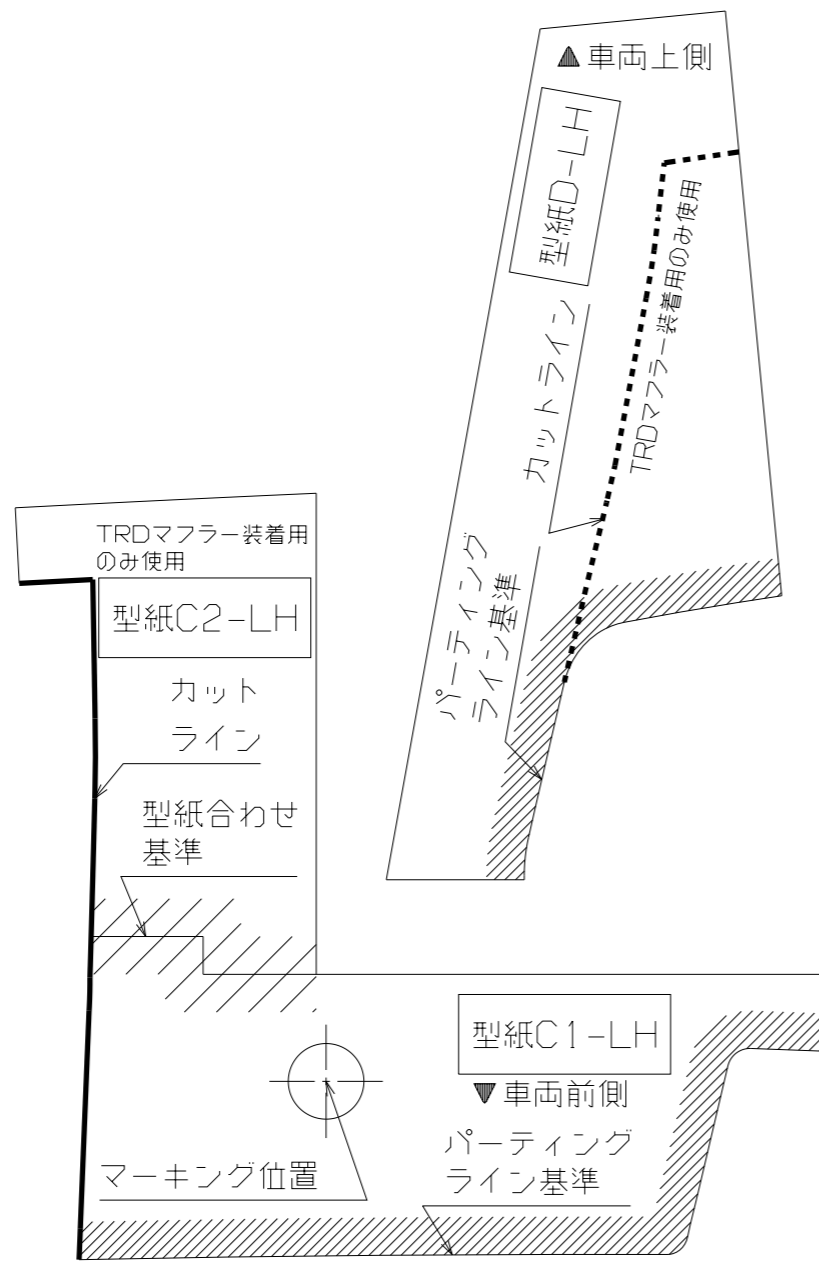 ▲車両上側
型紙D-LH
カットライン
TRDマフラー装着用のみ使用
パーティング
ライン基準
TRDマフラー装着用
のみ使用
型紙C2-LH
カット
ライン
型紙合わせ
基準
型紙C1-LH
▼車両前側
パーティング
ライン基準
マーキング位置